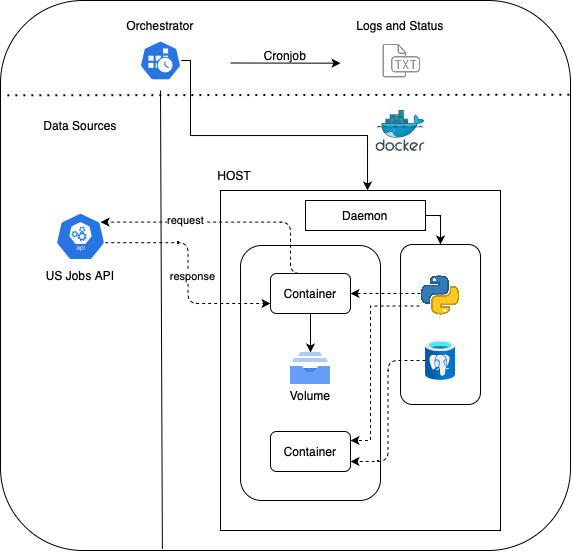 Orchestrator
Logs and Status
Cronjob
TXT
Data Sources
docker
HOST
Daemon
request
api
US Jobs API
response
Container
Volume
Container